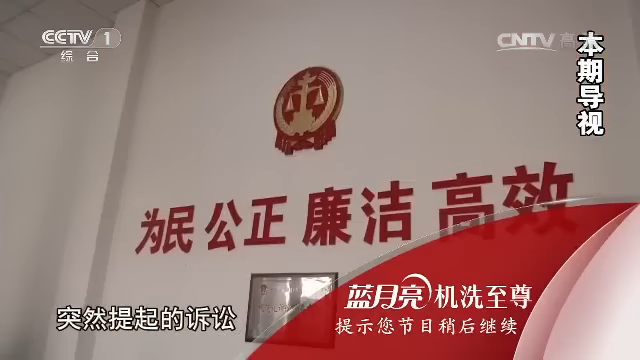 CCTV 1
综合
CNTV 高
本期导视
为民 公正 廉洁 高效
突然提起的诉讼
蓝月亮 机洗至尊
提示您节目稍后继续